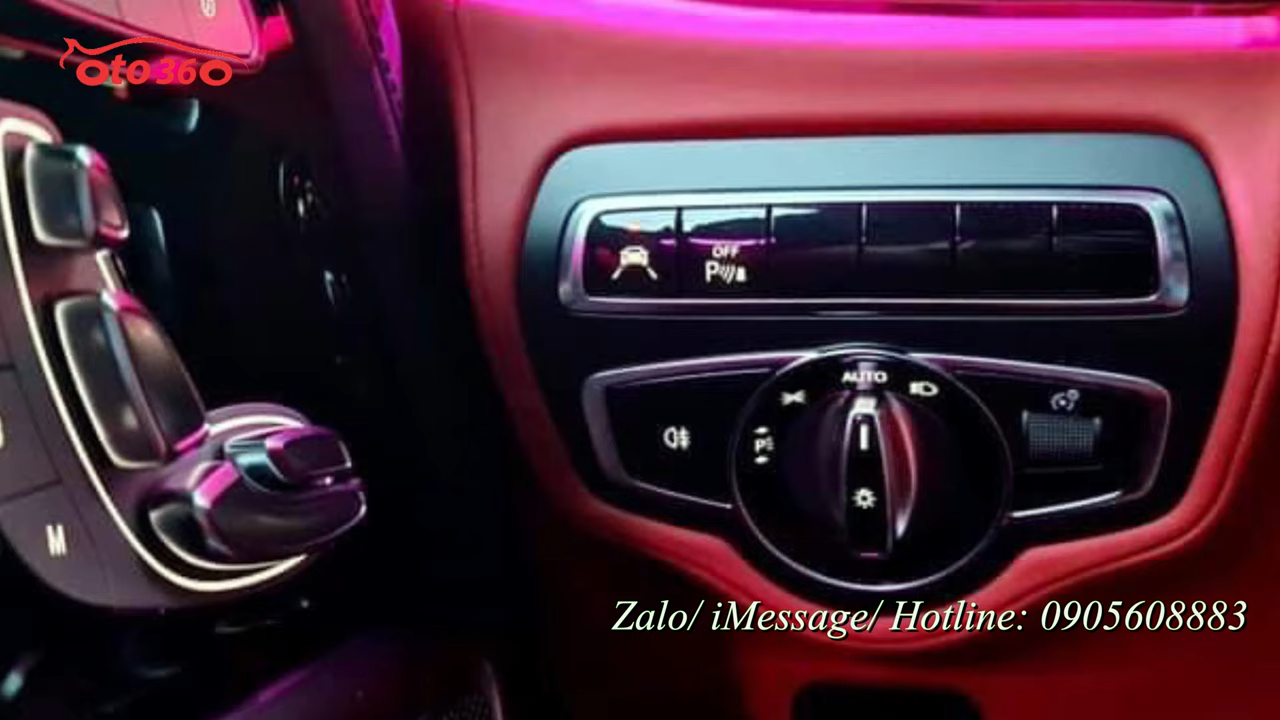 oto360
OFF
P
AUTO
P
M
Zalo/ iMessage/ Hotline: 0905608883